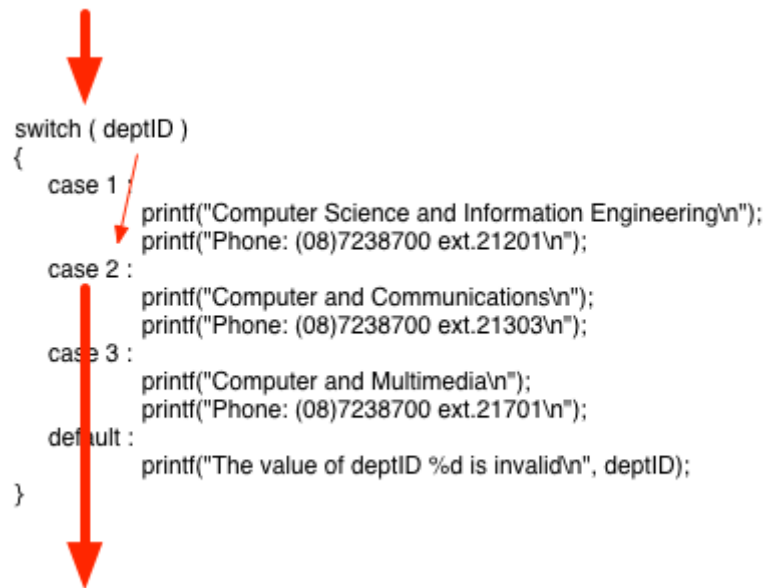 switch ( deptID )
{
case 1 :
printf("Computer Science and Information Engineering\n");
printf("Phone: (08)7238700 ext.21201\n");
case 2 :
printf("Computer and Communications\n");
printf("Phone: (08)7238700 ext.21303\n");
case 3 :
printf("Computer and Multimedia\n");
printf("Phone: (08)7238700 ext.21701\n");
default :
printf("The value of deptID %d is invalid\n", deptID);
}